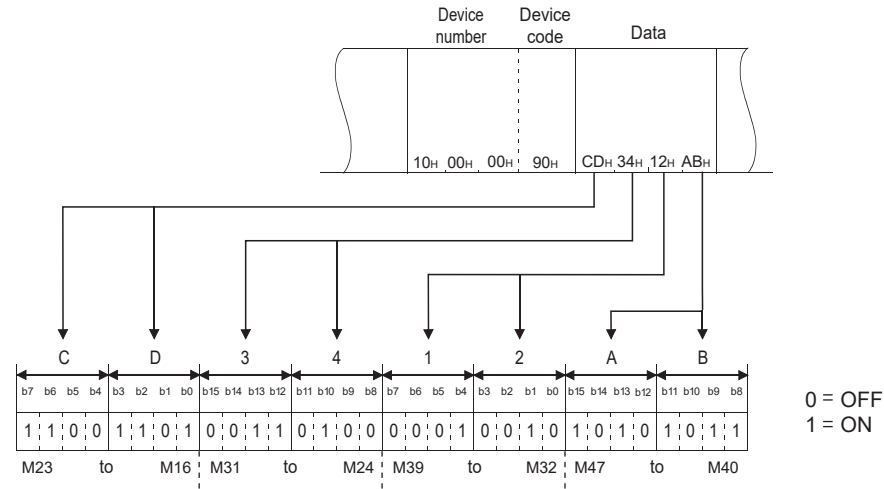 Device number
Device code
Data
10H 00H 00H 90H CDH 34H 12H ABH
C D 3 4 1 2 A B
b7 b6 b5 b4 b3 b2 b1 b0 b15 b14 b13 b12 b11 b10 b9 b8 b7 b6 b5 b4 b3 b2 b1 b0 b15 b14 b13 b12 b11 b10 b9 b8
1 1 0 0 1 1 0 1 0 0 1 1 0 1 0 0 0 0 0 1 0 0 1 0 1 0 1 0 1 0 1 1
M23 to M16 M31 to M24 M39 to M32 M47 to M40
0 = OFF
1 = ON